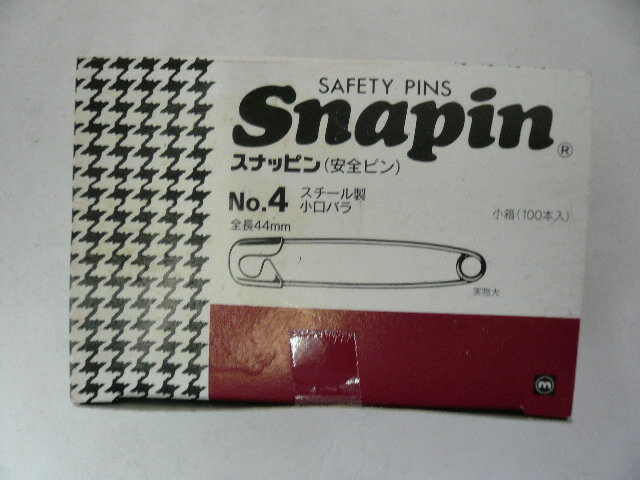 SAFETY PINS
Snapin®
スナッピン(安全ピン)
No.4 スチール製
小口バラ
全長44mm
小箱(100本入)
実物大
m